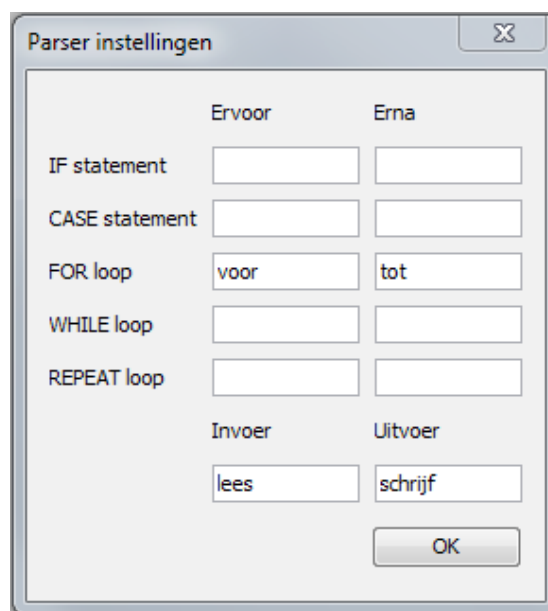 Parser instellingen
Ervoor Erna
IF statement
CASE statement
FOR loop voor tot
WHILE loop
REPEAT loop
Invoer Uitvoer
lees schrijf
OK